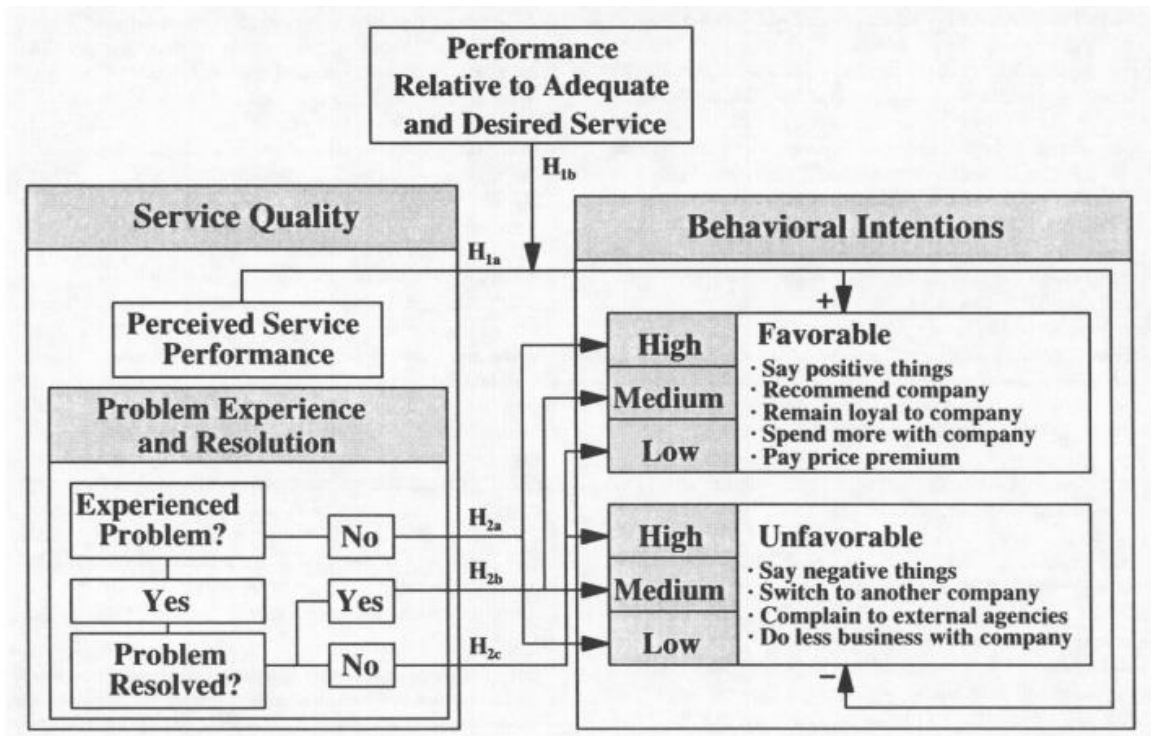 Performance
Relative to Adequate
and Desired Service
H1b
Service Quality
H1a
Perceived Service
Performance
Problem Experience
and Resolution
Experienced
Problem?
No
H2a
Yes
Yes
H2b
Problem
Resolved?
No
H2c
Behavioral Intentions
+
High
Medium
Low
Favorable
· Say positive things
· Recommend company
· Remain loyal to company
· Spend more with company
· Pay price premium
High
Medium
Low
Unfavorable
· Say negative things
· Switch to another company
· Complain to external agencies
· Do less business with company
−